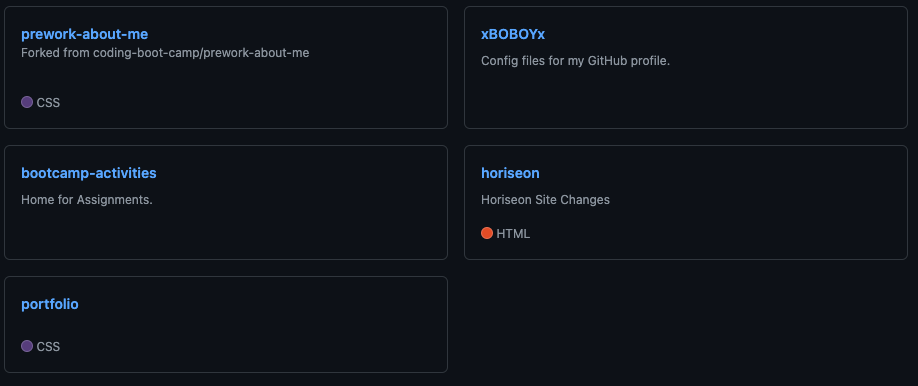 prework-about-me
Forked from coding-boot-camp/prework-about-me
CSS
xBOBOYx
Config files for my GitHub profile.
bootcamp-activities
Home for Assignments.
horiseon
Horiseon Site Changes
HTML
portfolio
CSS